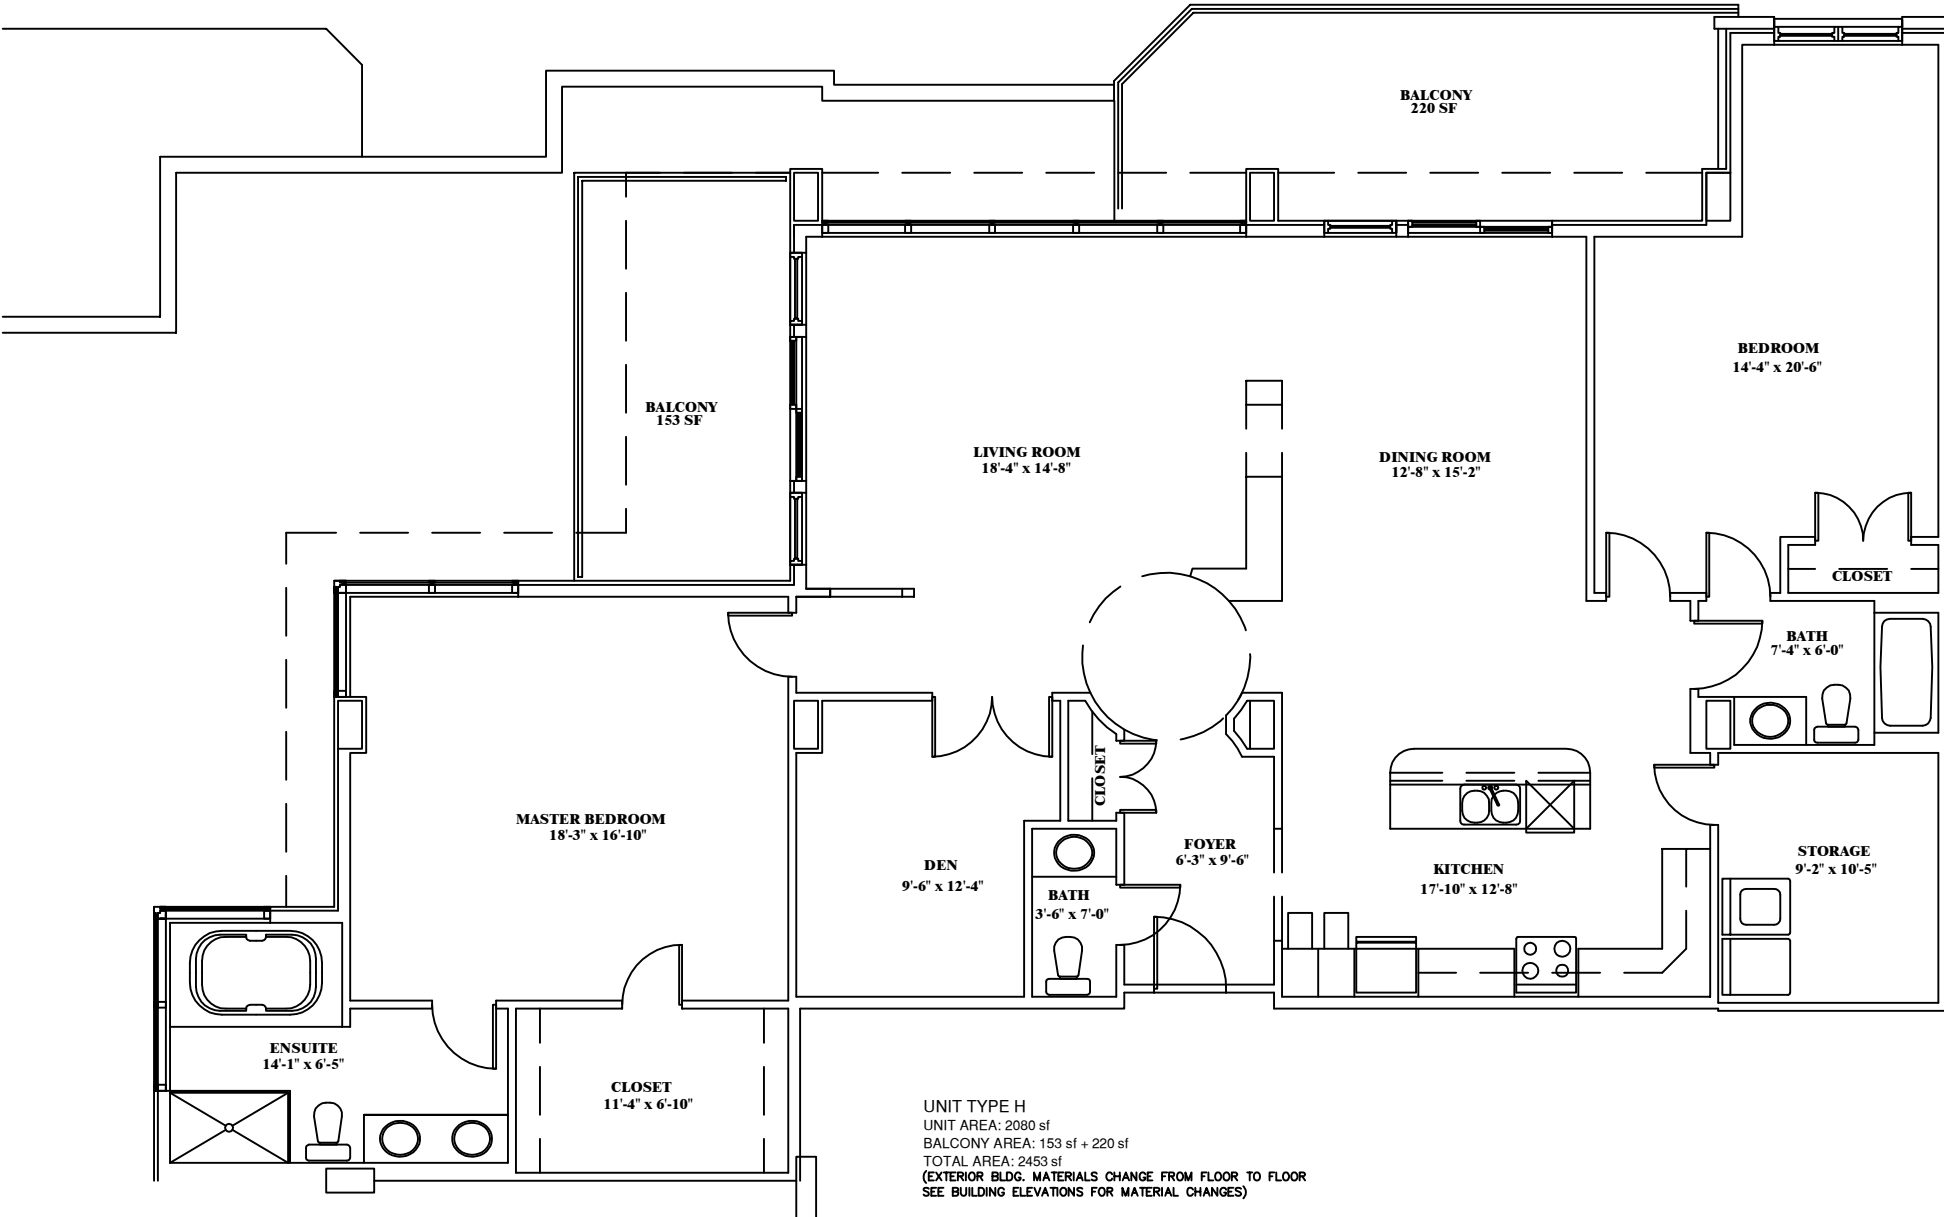 BALCONY
220 SF
BEDROOM
14'-4" x 20'-6"
BALCONY
153 SF
LIVING ROOM
18'-4" x 14'-8"
DINING ROOM
12'-8" x 15'-2"
CLOSET
BATH
7'-4" x 6'-0"
CLOSET
MASTER BEDROOM
18'-3" x 16'-10"
DEN
9'-6" x 12'-4"
FOYER
6'-3" x 9'-6"
BATH
3'-6" x 7'-0"
KITCHEN
17'-10" x 12'-8"
STORAGE
9'-2" x 10'-5"
ENSUITE
14'-1" x 6'-5"
CLOSET
11'-4" x 6'-10"
UNIT TYPE H
UNIT AREA: 2080 sf
BALCONY AREA: 153 sf + 220 sf
TOTAL AREA: 2453 sf
(EXTERIOR BLDG. MATERIALS CHANGE FROM FLOOR TO FLOOR
SEE BUILDING ELEVATIONS FOR MATERIAL CHANGES)